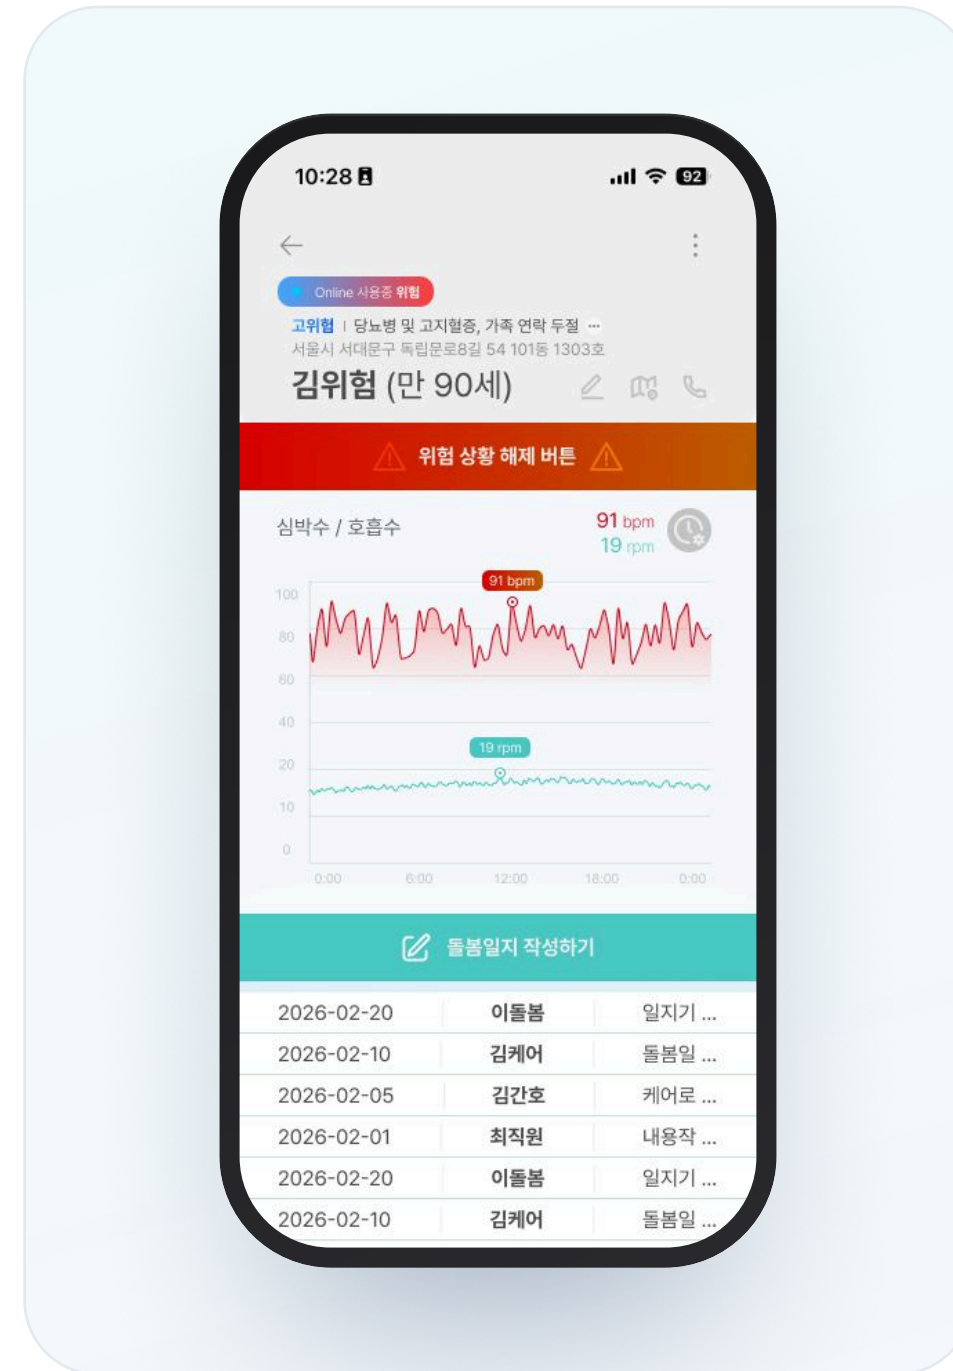 10:28
92
Online 사용중 위험
고위험 | 당뇨병 및 고지혈증, 가족 연락 두절 ...
서울시 서대문구 독립문로8길 54 101동 1303호
김위험 (만 90세)
위험 상황 해제 버튼
심박수 / 호흡수
91 bpm
19 rpm
91 bpm
100
80
60
40
19 rpm
20
10
0
0:00 6:00 12:00 18:00 0:00
돌봄일지 작성하기
2026-02-20 이돌봄 일지기 ...
2026-02-10 김케어 돌봄일 ...
2026-02-05 김간호 케어로 ...
2026-02-01 최직원 내용작 ...
2026-02-20 이돌봄 일지기 ...
2026-02-10 김케어 돌봄일 ...